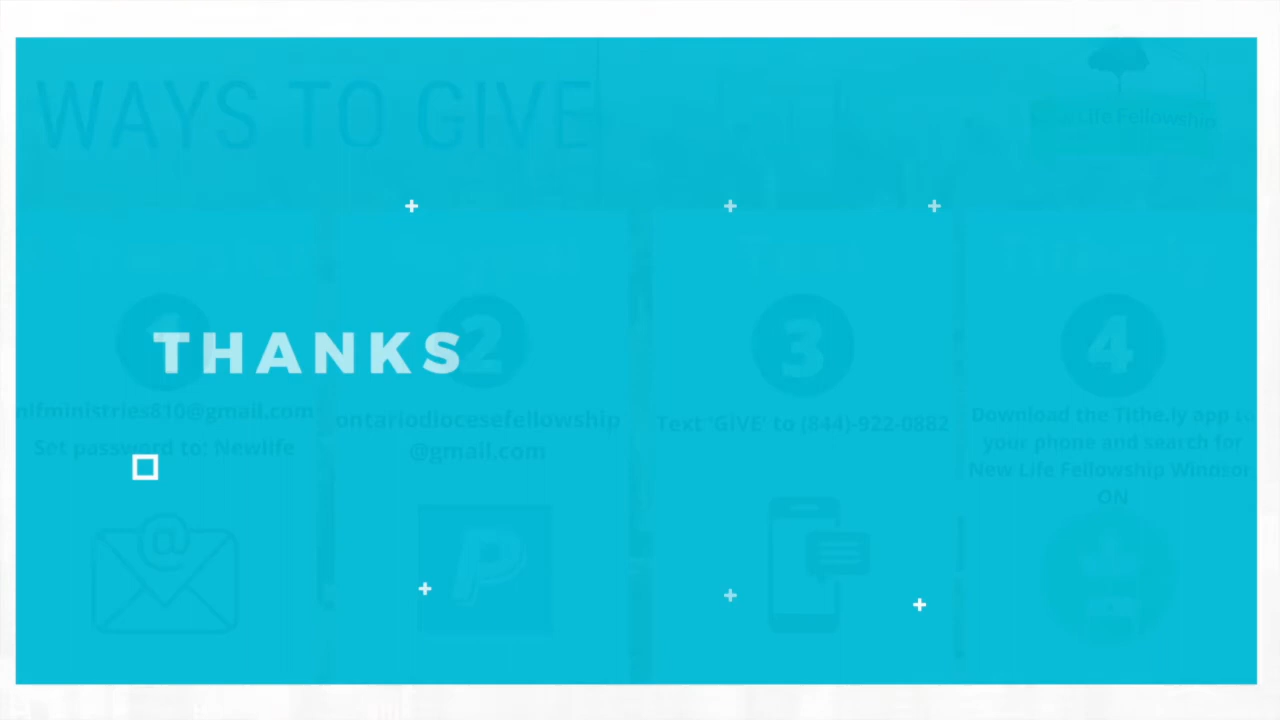 WAYS TO GIVE
Life Fellowship
1
2
3
4
THANKS
nlfministries810@gmail.com
Set password to: Newlife
ontariodiocesefellowship
@gmail.com
Text 'GIVE' to (844)-922-0882
Download the Tithe.ly app to
your phone and search for
New Life Fellowship Windsor
ON